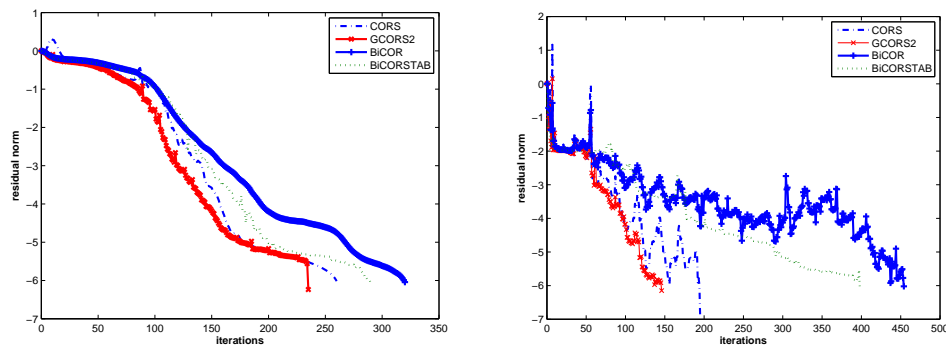 1
0
−1
−2
−3
−4
−5
−6
−7
residual norm
0 50 100 150 200 250 300 350
iterations
CORS
GCORS2
BiCOR
BiCORSTAB
2
1
0
−1
−2
−3
−4
−5
−6
−7
residual norm
0 50 100 150 200 250 300 350 400 450 500
iterations
CORS
GCORS2
BiCOR
BiCORSTAB